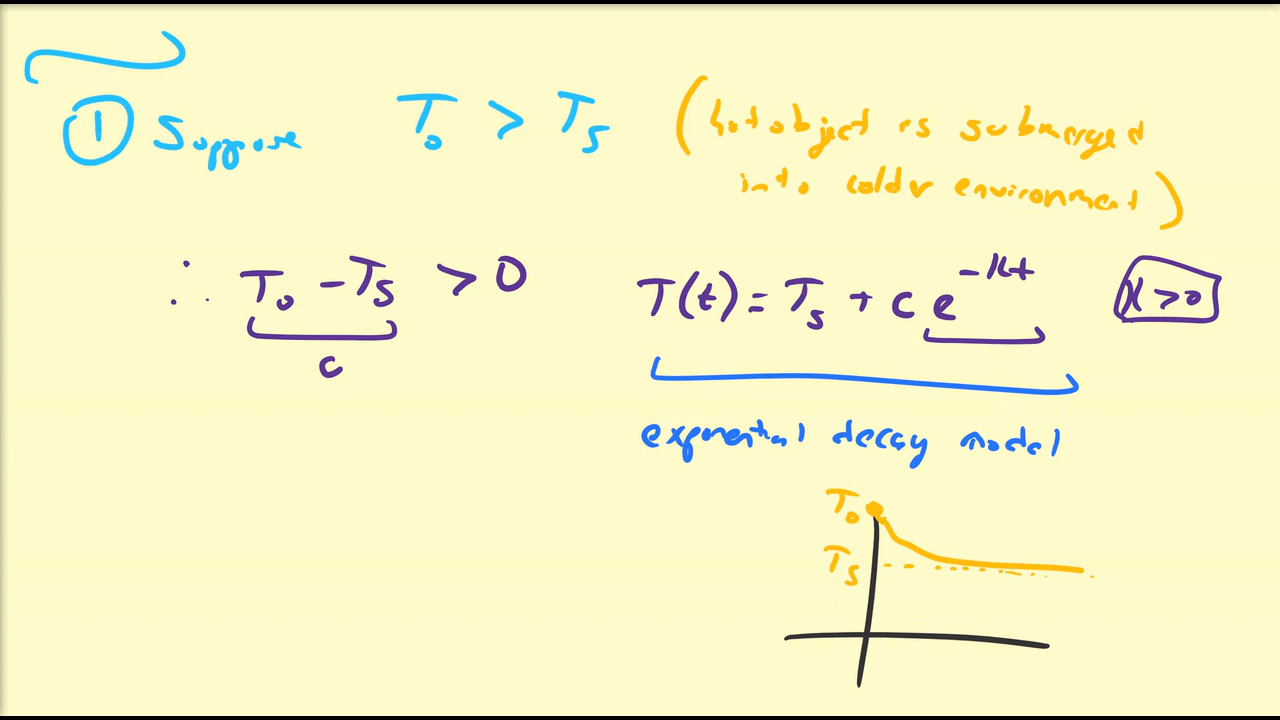 ① Suppose T₀ > Tₛ (hot object is submerged
into colder environment)
∴ T₀ - Tₛ > 0 T(t) = Tₛ + c e^{-kt} k > 0
c
exponential decay model
T₀
Tₛ